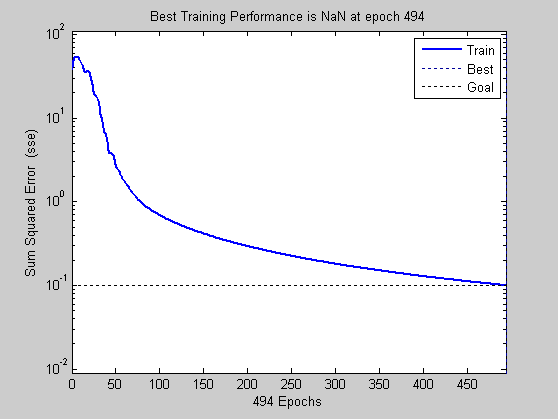 Best Training Performance is NaN at epoch 494
10^2
10^1
10^0
10^-1
10^-2
Sum Squared Error (sse)
Train
Best
Goal
0 50 100 150 200 250 300 350 400 450
494 Epochs